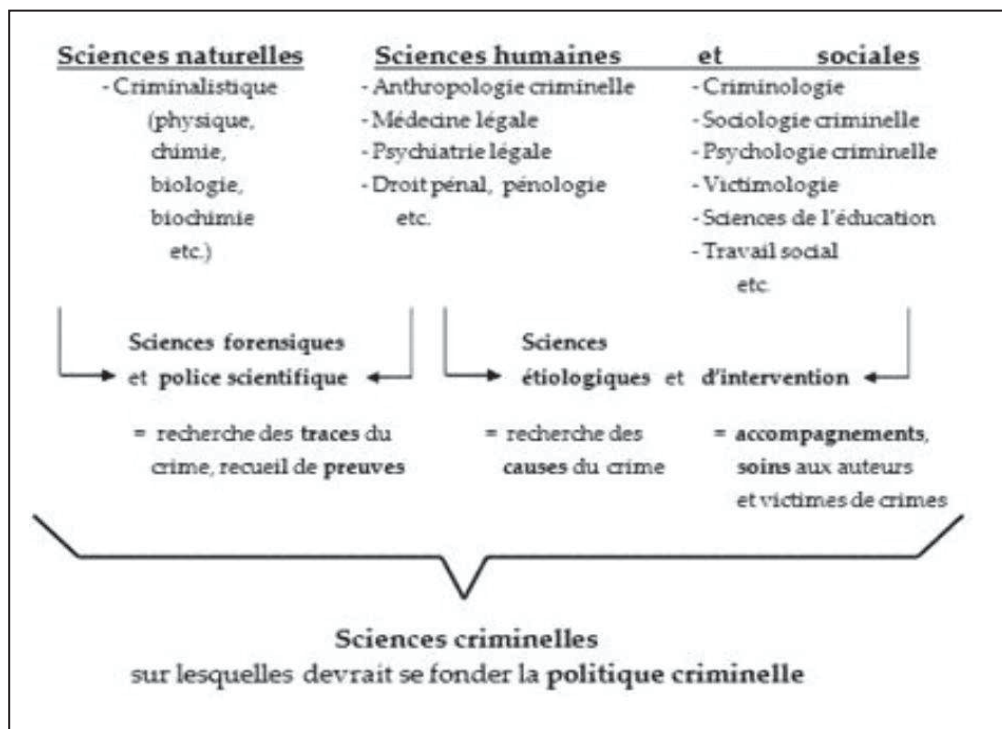 Sciences naturelles
- Criminalistique
(physique,
chimie,
biologie,
biochimie
etc.)
Sciences humaines et sociales
- Anthropologie criminelle
- Médecine légale
- Psychiatrie légale
- Droit pénal, pénologie
etc.
- Criminologie
- Sociologie criminelle
- Psychologie criminelle
- Victimologie
- Sciences de l'éducation
- Travail social
etc.
Sciences forensiques
et police scientifique
= recherche des traces du
crime, recueil de preuves
Sciences
étiologiques et d'intervention
= recherche des
causes du crime
= accompagnements,
soins aux auteurs
et victimes de crimes
Sciences criminelles
sur lesquelles devrait se fonder la politique criminelle